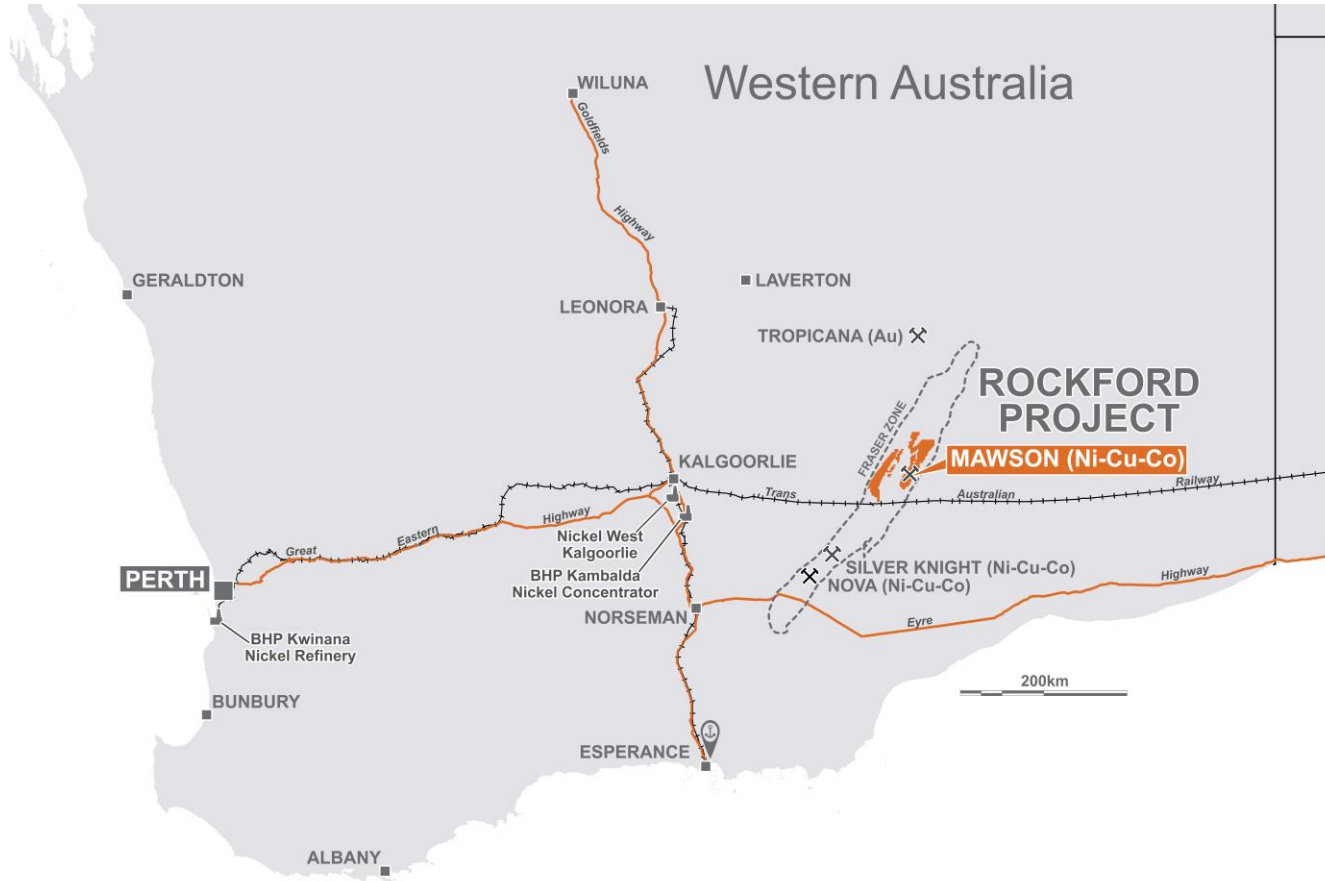 WILUNA
Western Australia
Goldfields
Highway
GERALDTON
LAVERTON
LEONORA
TROPICANA (Au)
ROCKFORD
PROJECT
FRASER ZONE
MAWSON (Ni-Cu-Co)
KALGOORLIE
Trans
Australian
Railway
Great
Eastern
Highway
Nickel West
Kalgoorlie
BHP Kambalda
Nickel Concentrator
SILVER KNIGHT (Ni-Cu-Co)
NOVA (Ni-Cu-Co)
PERTH
BHP Kwinana
Nickel Refinery
NORSEMAN
Eyre
Highway
200km
BUNBURY
ESPERANCE
ALBANY